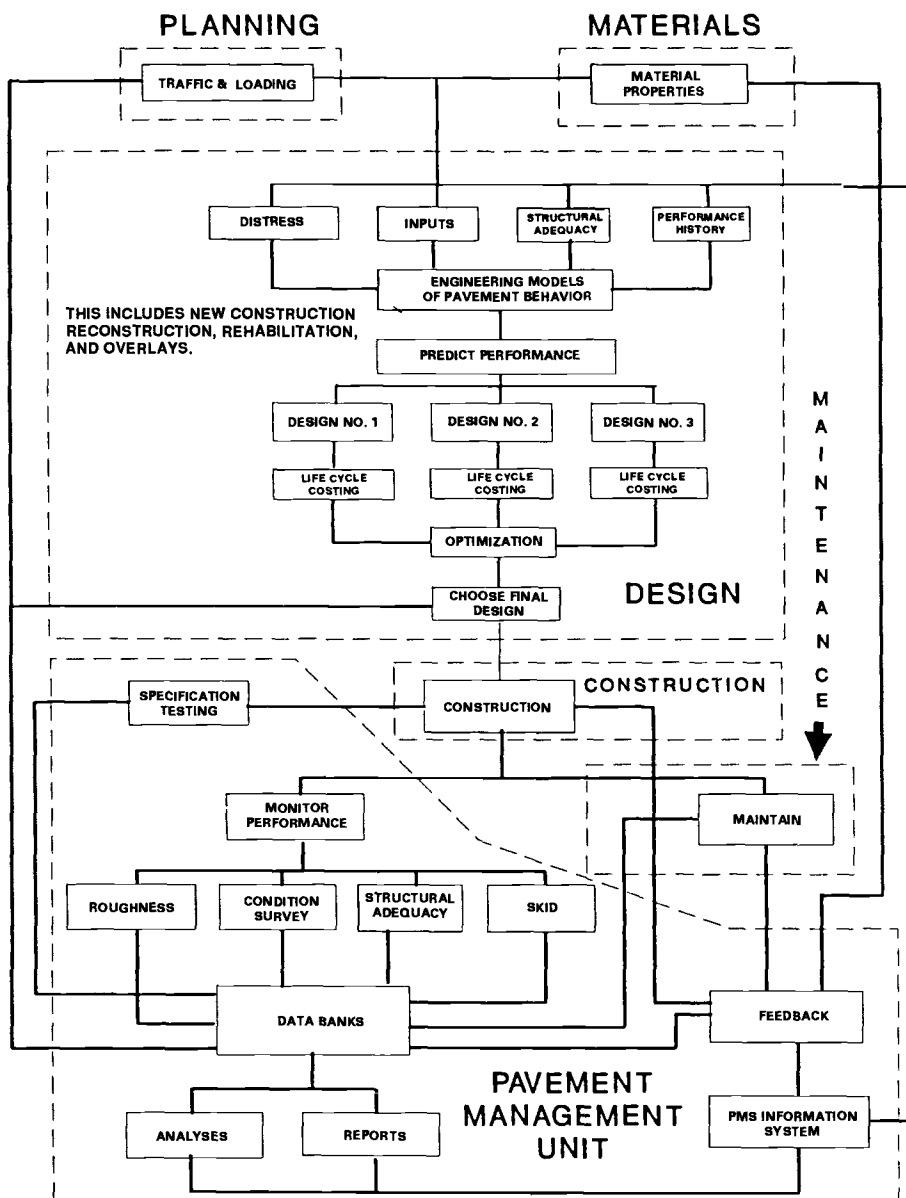 PLANNING
MATERIALS
TRAFFIC & LOADING
MATERIAL
PROPERTIES
DISTRESS
INPUTS
STRUCTURAL
ADEQUACY
PERFORMANCE
HISTORY
ENGINEERING MODELS
OF PAVEMENT BEHAVIOR
THIS INCLUDES NEW CONSTRUCTION
RECONSTRUCTION, REHABILITATION,
AND OVERLAYS.
PREDICT PERFORMANCE
DESIGN NO. 1
DESIGN NO. 2
DESIGN NO. 3
LIFE CYCLE
COSTING
LIFE CYCLE
COSTING
LIFE CYCLE
COSTING
OPTIMIZATION
CHOOSE FINAL
DESIGN
DESIGN
MAINTENANCE
CONSTRUCTION
SPECIFICATION
TESTING
CONSTRUCTION
MONITOR
PERFORMANCE
MAINTAIN
ROUGHNESS
CONDITION
SURVEY
STRUCTURAL
ADEQUACY
SKID
DATA BANKS
FEEDBACK
PAVEMENT
MANAGEMENT
UNIT
ANALYSES
REPORTS
PMS INFORMATION
SYSTEM